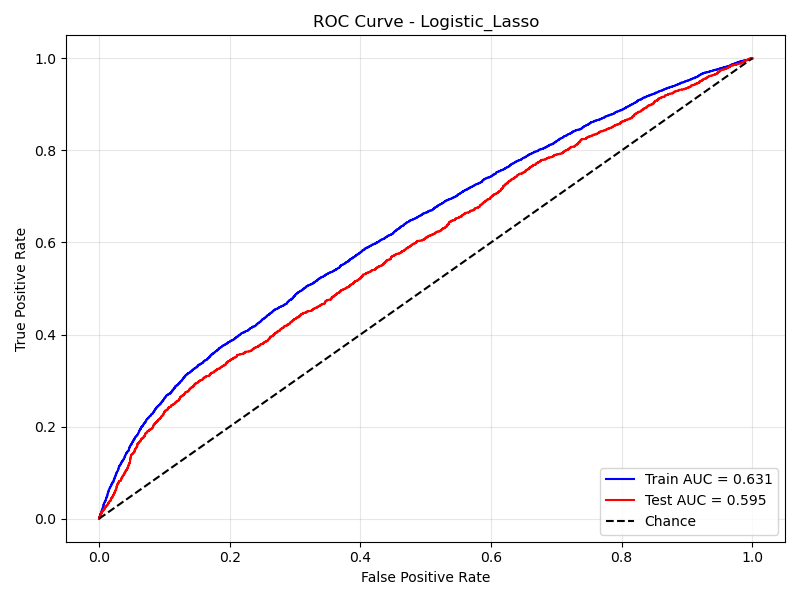 ROC Curve - Logistic_Lasso
True Positive Rate
1.0
0.8
0.6
0.4
0.2
0.0
Train AUC = 0.631
Test AUC = 0.595
Chance
0.0 0.2 0.4 0.6 0.8 1.0
False Positive Rate